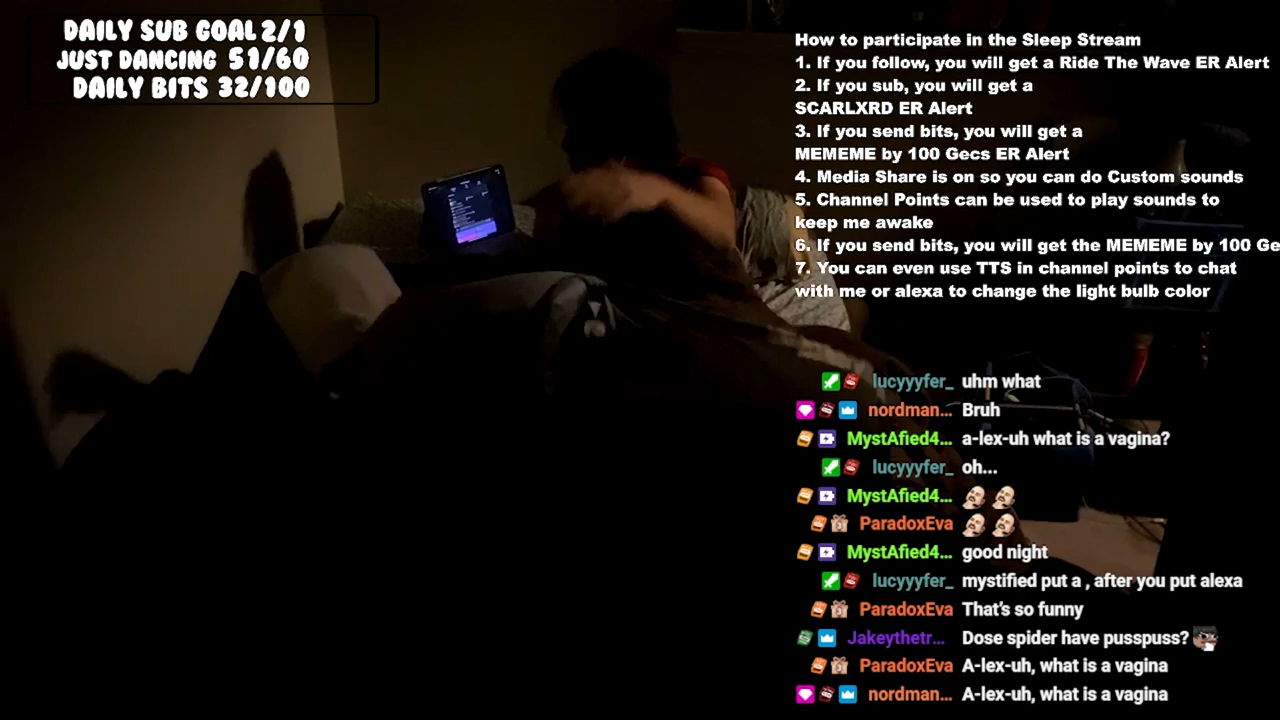 DAILY SUB GOAL 2/1
JUST DANCING 51/60
DAILY BITS 32/100
How to participate in the Sleep Stream
1. If you follow, you will get a Ride The Wave ER Alert
2. If you sub, you will get a
SCARLXRD ER Alert
3. If you send bits, you will get a
MEMEME by 100 Gecs ER Alert
4. Media Share is on so you can do Custom sounds
5. Channel Points can be used to play sounds to
keep me awake
6. If you send bits, you will get the MEMEME by 100 Ge
7. You can even use TTS in channel points to chat
with me or alexa to change the light bulb color
lucyyyfer_ uhm what
nordman... Bruh
MystAfied4... a-lex-uh what is a vagina?
lucyyyfer_ oh...
MystAfied4...
ParadoxEva
MystAfied4... good night
lucyyyfer_ mystified put a , after you put alexa
ParadoxEva That's so funny
Jakeythetr... Dose spider have pusspuss?
ParadoxEva A-lex-uh, what is a vagina
nordman... A-lex-uh, what is a vagina